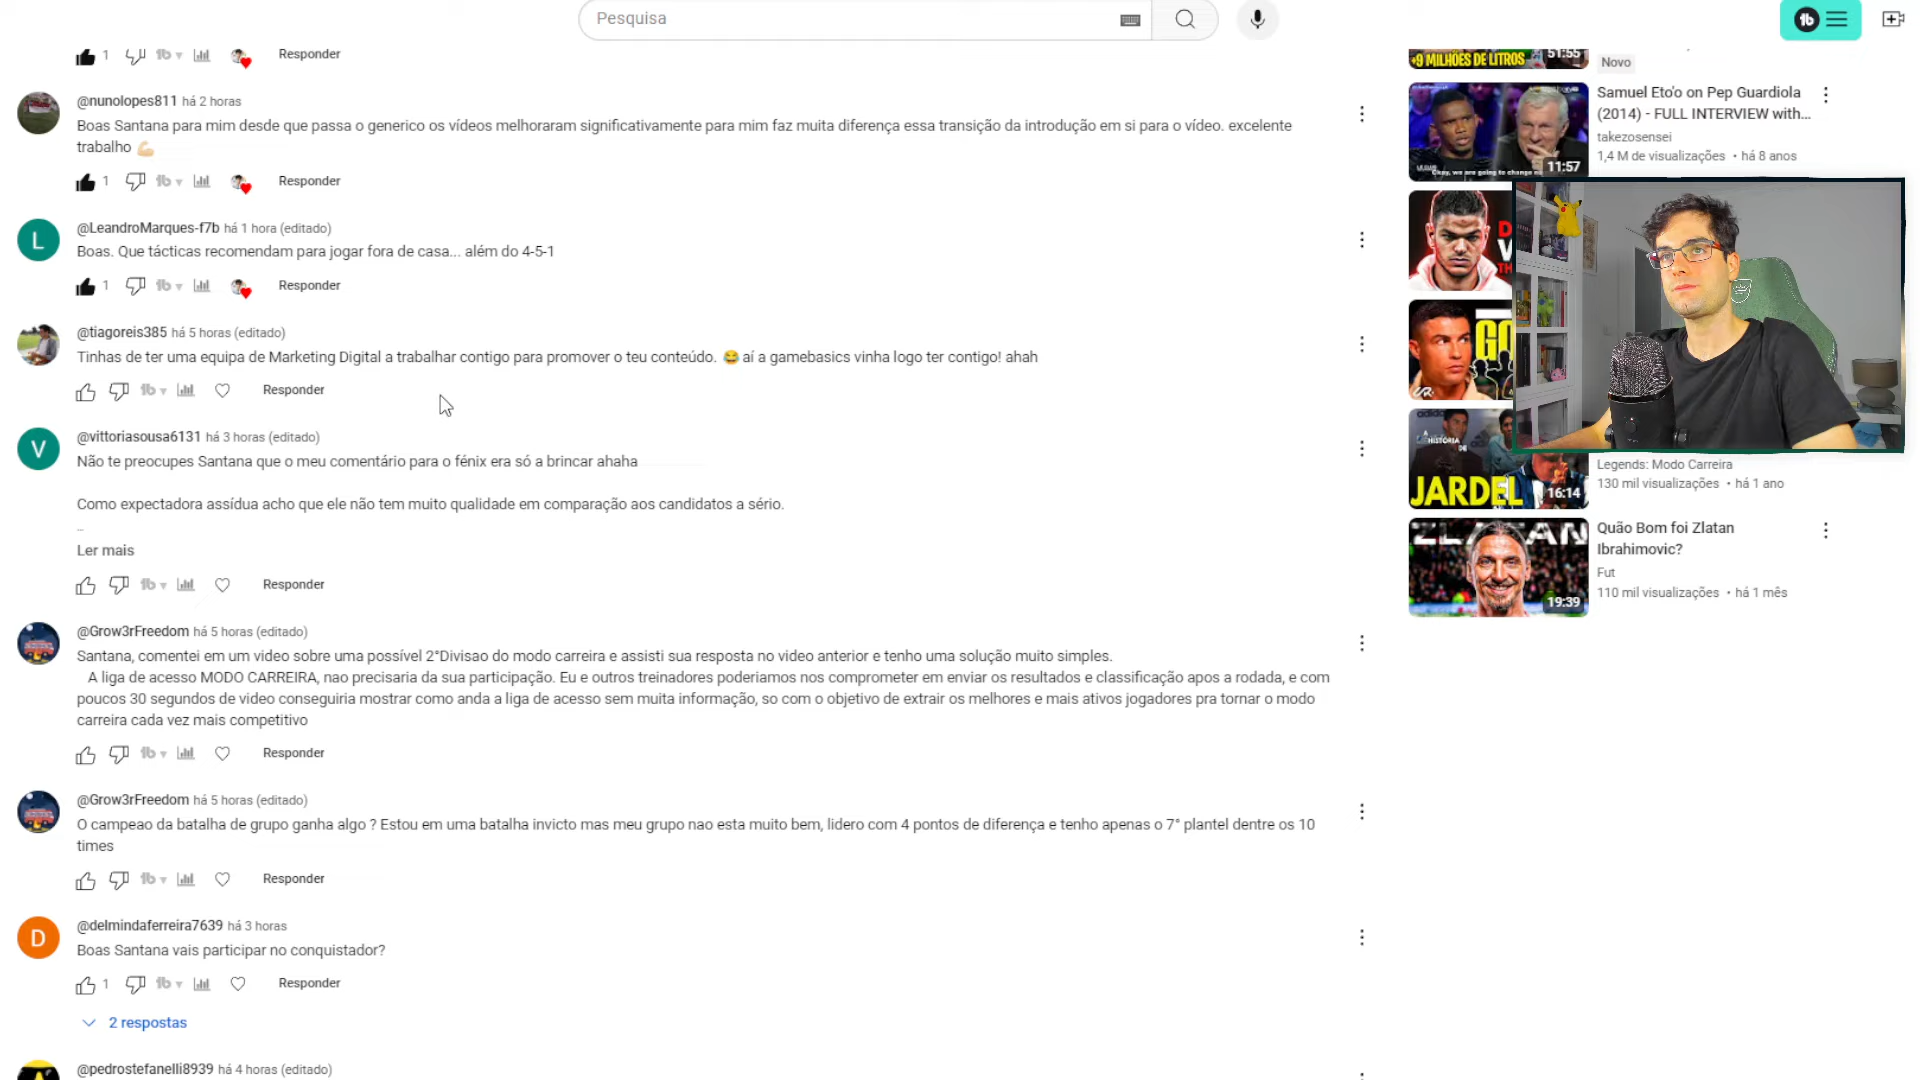 Pesquisa
1
Responder
@nunolopes811 há 2 horas
Boas Santana para mim desde que passa o generico os vídeos melhoraram significativamente para mim faz muita diferença essa transição da introdução em si para o vídeo. excelente
trabalho 💪🏻
1
Responder
@LeandroMarques-f7b há 1 hora (editado)
Boas. Que tácticas recomendam para jogar fora de casa... além do 4-5-1
1
Responder
@tiagoreis385 há 5 horas (editado)
Tinhas de ter uma equipa de Marketing Digital a trabalhar contigo para promover o teu conteúdo. 😂 aí a gamebasics vinha logo ter contigo! ahah
Responder
@vittoriasousa6131 há 3 horas (editado)
Não te preocupes Santana que o meu comentário para o fénix era só a brincar ahaha
Como expectadora assídua acho que ele não tem muito qualidade em comparação aos candidatos a sério.
..
Ler mais
Responder
@Grow3rFreedom há 5 horas (editado)
Santana, comentei em um video sobre uma possível 2°Divisao do modo carreira e assisti sua resposta no video anterior e tenho uma solução muito simples.
A liga de acesso MODO CARREIRA, nao precisaria da sua participação. Eu e outros treinadores poderiamos nos comprometer em enviar os resultados e classificação apos a rodada, e com
poucos 30 segundos de video conseguiria mostrar como anda a liga de acesso sem muita informação, so com o objetivo de extrair os melhores e mais ativos jogadores pra tornar o modo
carreira cada vez mais competitivo
Responder
@Grow3rFreedom há 5 horas (editado)
O campeao da batalha de grupo ganha algo ? Estou em uma batalha invicto mas meu grupo nao esta muito bem, lidero com 4 pontos de diferença e tenho apenas o 7° plantel dentre os 10
times
Responder
@delmindaferreira7639 há 3 horas
Boas Santana vais participar no conquistador?
1
Responder
2 respostas
@pedrostefanelli8939 há 4 horas (editado)
+9 MILHÕES DE LITROS
51:55
Novo
Samuel Eto'o on Pep Guardiola
(2014) - FULL INTERVIEW with...
takezosensei
1,4 M de visualizações • há 8 anos
11:57
A HISTÓRIA
JARDEL
16:14
Legends: Modo Carreira
130 mil visualizações • há 1 ano
ZLATAN
19:39
Quão Bom foi Zlatan
Ibrahimovic?
Fut
110 mil visualizações • há 1 mês